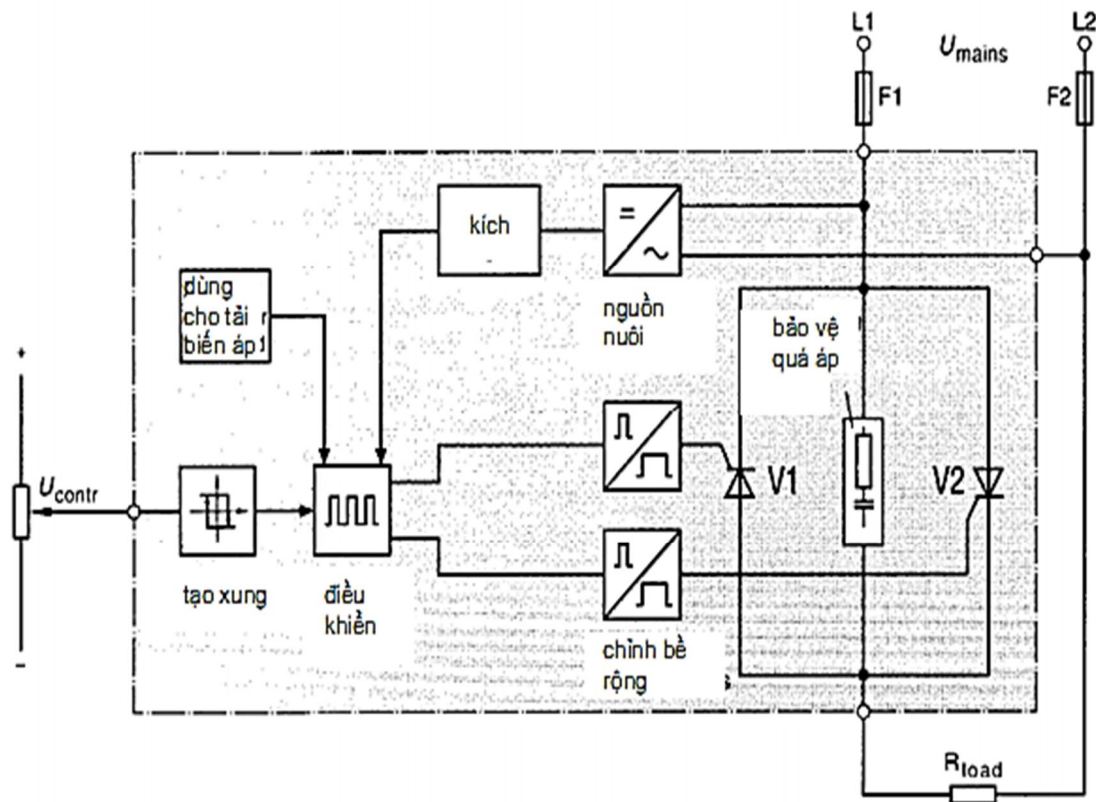 L1
L2
Umains
F1
F2
kích
=
~
dùng
cho tải
biến áp
nguồn
nuôi
bảo vệ
quá áp
+
Ucontr
V1
V2
tạo xung
điều
khiển
chỉnh bề
rộng
-
Rload